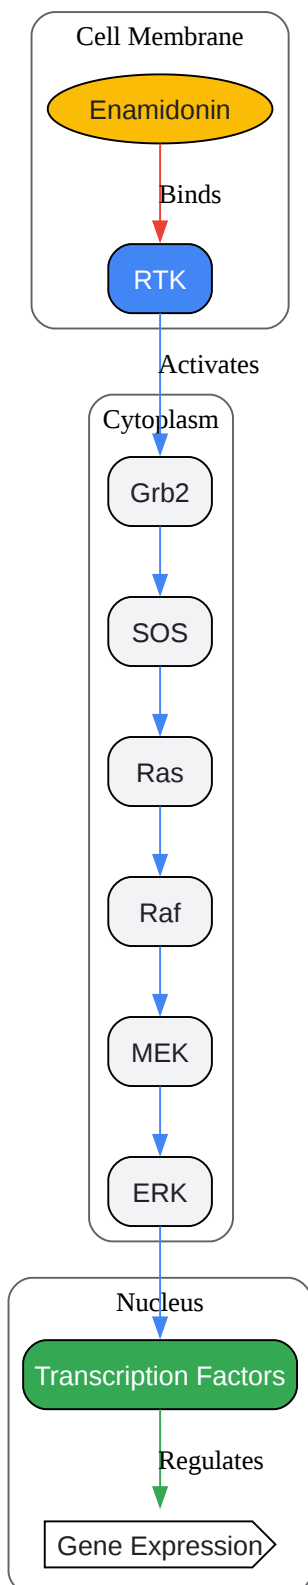 Cell Membrane
Enamidonin
Binds
RTK
Activates
Cytoplasm
Grb2
SOS
Ras
Raf
MEK
ERK
Nucleus
Transcription Factors
Regulates
Gene Expression